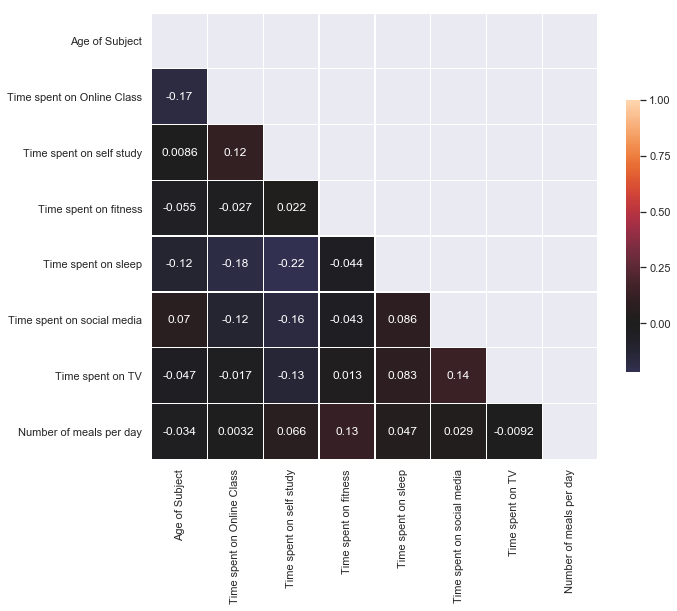 Age of Subject
Time spent on Online Class -0.17
Time spent on self study 0.0086 0.12
Time spent on fitness -0.055 -0.027 0.022
Time spent on sleep -0.12 -0.18 -0.22 -0.044
Time spent on social media 0.07 -0.12 -0.16 -0.043 0.086
Time spent on TV -0.047 -0.017 -0.13 0.013 0.083 0.14
Number of meals per day -0.034 0.0032 0.066 0.13 0.047 0.029 -0.0092
Age of Subject
Time spent on Online Class
Time spent on self study
Time spent on fitness
Time spent on sleep
Time spent on social media
Time spent on TV
Number of meals per day
1.00
0.75
0.50
0.25
0.00